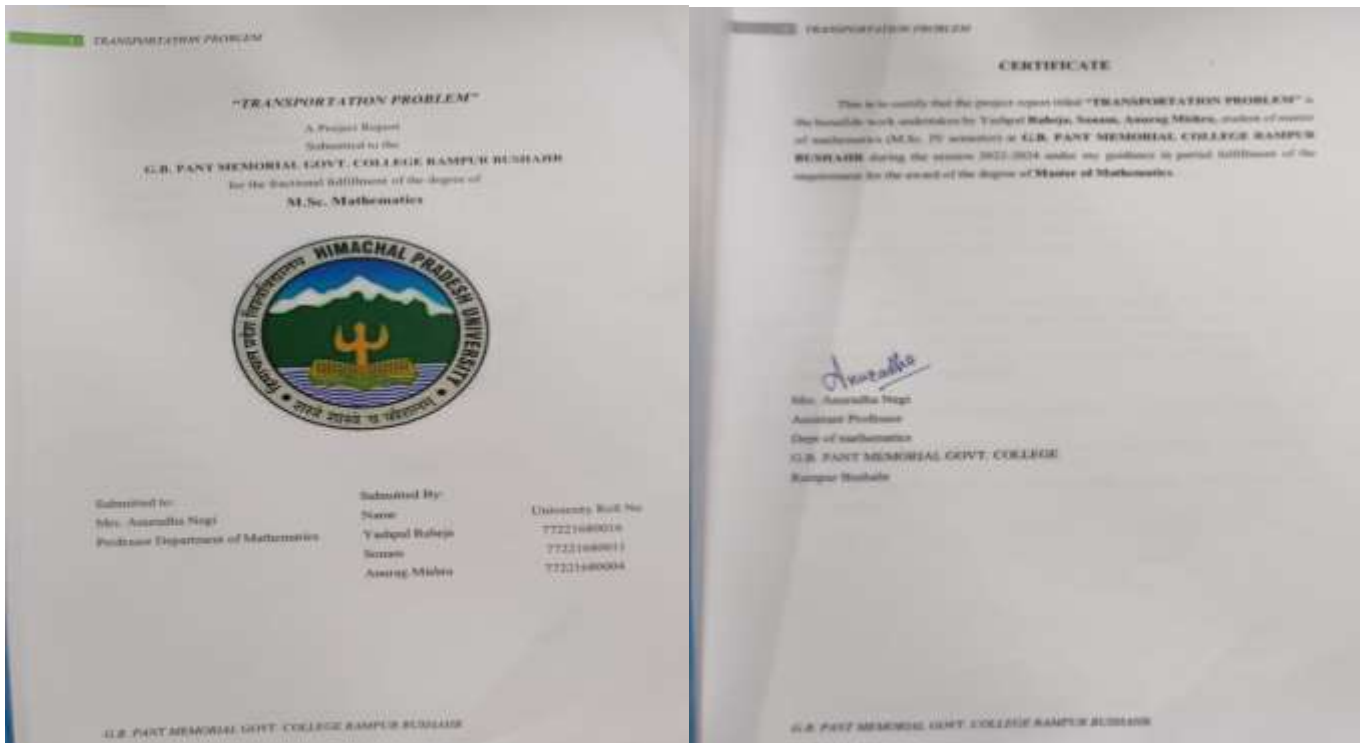 TRANSPORTATION PROBLEM
"TRANSPORTATION PROBLEM"
A Project Report
Submitted to the
G.B. PANT MEMORIAL GOVT. COLLEGE RAMPUR BUSHAHR
for the fractional fulfillment of the degree of
M.Sc. Mathematics
हिमाचल प्रदेश विश्वविद्यालय
HIMACHAL PRADESH UNIVERSITY
Submitted to:
Mrs. Anuradha Negi
Professor Department of Mathematics
Submitted By:
Name University Roll No
Yashpal Raheja 77221680016
Sonam
Anurag Mishra 77221680004
G.B. PANT MEMORIAL GOVT. COLLEGE RAMPUR BUSHAHR
TRANSPORTATION PROBLEM
CERTIFICATE
This is to certify that the project report titled "TRANSPORTATION PROBLEM" is
the bonafide work undertaken by Yashpal Raheja, Sonam, Anurag Mishra, student of master
of mathematics (M.Sc. IV semester) at G.B. PANT MEMORIAL COLLEGE RAMPUR
BUSHAHR during the session 2022-2024 under my guidance in partial fulfillment of the
requirement for the award of the degree of Master of Mathematics.
Anuradha
Mrs. Anuradha Negi
Assistant Professor
Dept of mathematics
G.B. PANT MEMORIAL GOVT. COLLEGE
Rampur Bushahr
G.B. PANT MEMORIAL GOVT. COLLEGE RAMPUR BUSHAHR